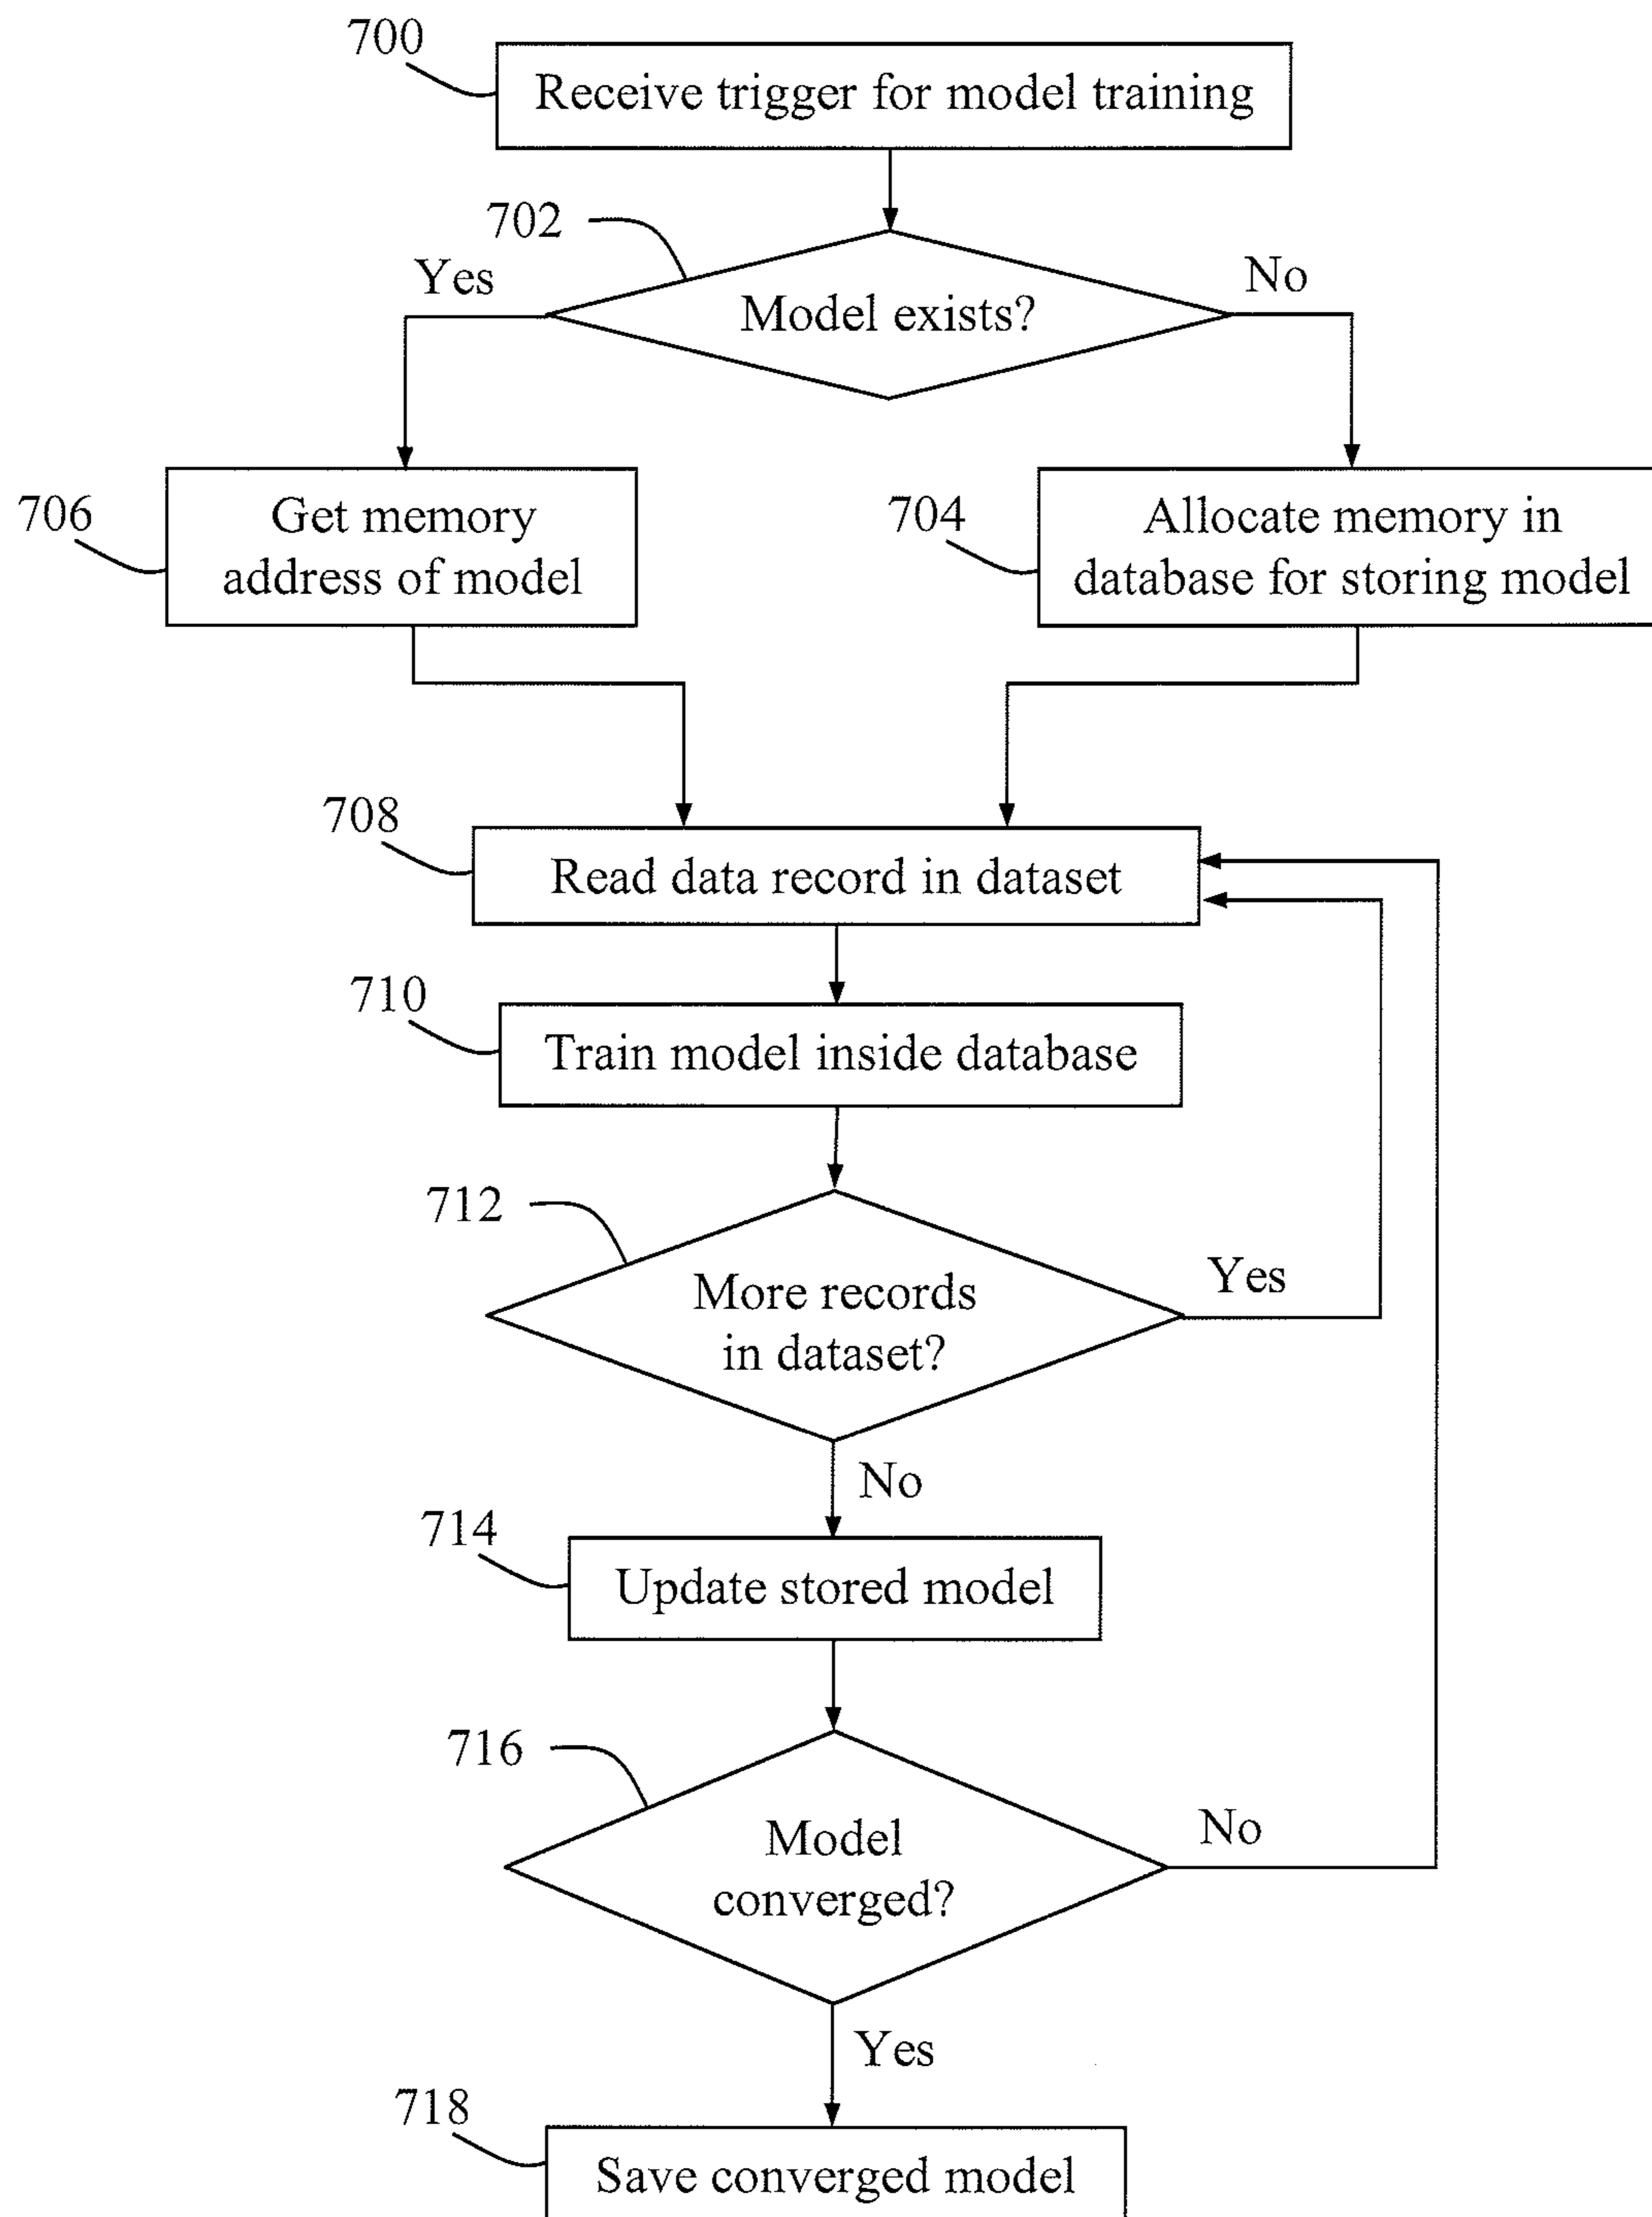 700
Receive trigger for model training
702
Yes
No
Model exists?
706
Get memory
address of model
704
Allocate memory in
database for storing model
708
Read data record in dataset
710
Train model inside database
712
More records
in dataset?
Yes
No
714
Update stored model
716
Model
converged?
No
Yes
718
Save converged model